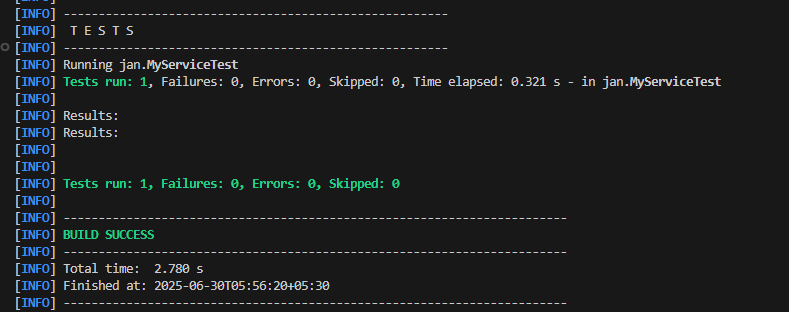 [INFO] -------------------------------------------------------
[INFO]  T E S T S
[INFO] -------------------------------------------------------
[INFO] Running jan.MyServiceTest
[INFO] Tests run: 1, Failures: 0, Errors: 0, Skipped: 0, Time elapsed: 0.321 s - in jan.MyServiceTest
[INFO]
[INFO] Results:
[INFO] Results:
[INFO]
[INFO]
[INFO] Tests run: 1, Failures: 0, Errors: 0, Skipped: 0
[INFO]
[INFO] ------------------------------------------------------------------------
[INFO] BUILD SUCCESS
[INFO] ------------------------------------------------------------------------
[INFO] Total time:  2.780 s
[INFO] Finished at: 2025-06-30T05:56:20+05:30
[INFO] ------------------------------------------------------------------------